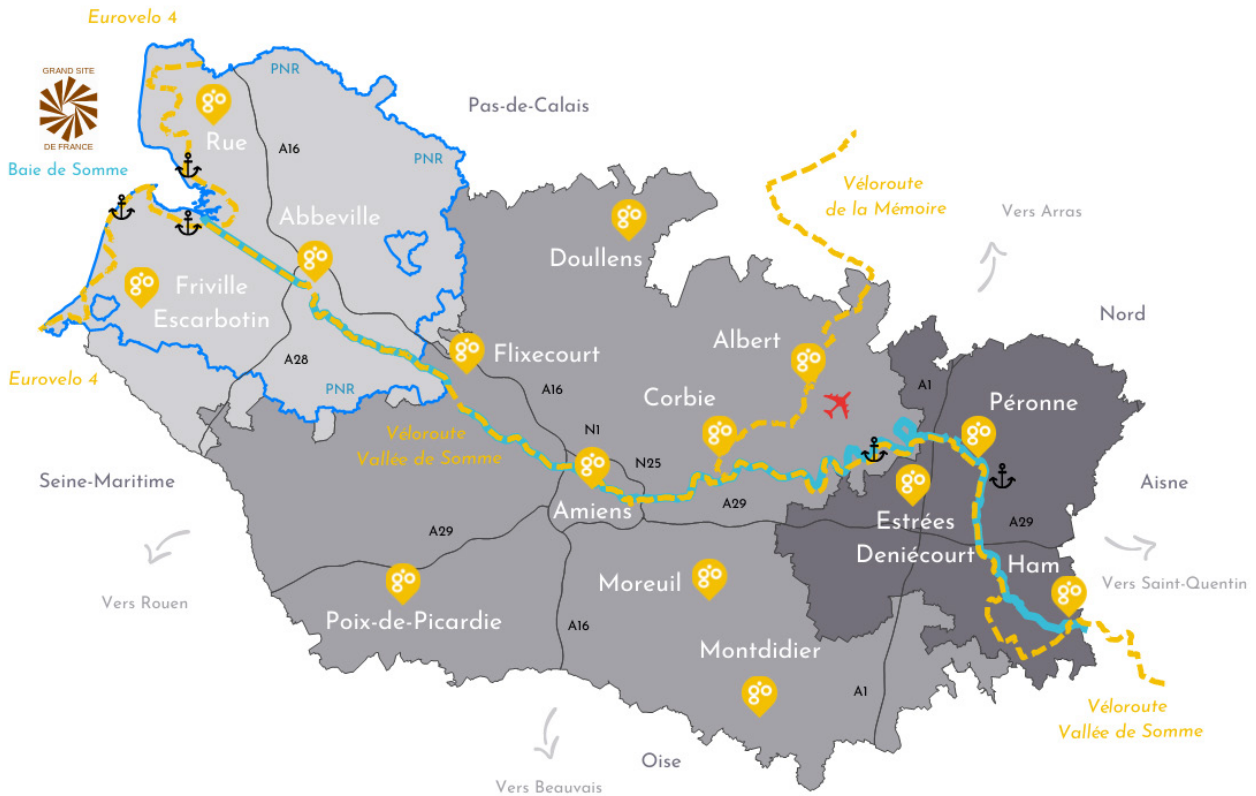 Eurovelo 4
GRAND SITE
DE FRANCE
Baie de Somme
PNR
Pas-de-Calais
Rue
A16
PNR
Véloroute
de la Mémoire
Vers Arras
Abbeville
Doullens
Friville
Escarbotin
Nord
Eurovelo 4
A28
PNR
Flixecourt
A16
Albert
A1
Corbie
Péronne
Véloroute
Vallée de Somme
N1
N25
Seine-Maritime
Amiens
A29
Estrées
Deniécourt
A29
Aisne
A29
Ham
Vers Saint-Quentin
Vers Rouen
Poix-de-Picardie
Moreuil
A16
Montdidier
A1
Véloroute
Vallée de Somme
Oise
Vers Beauvais